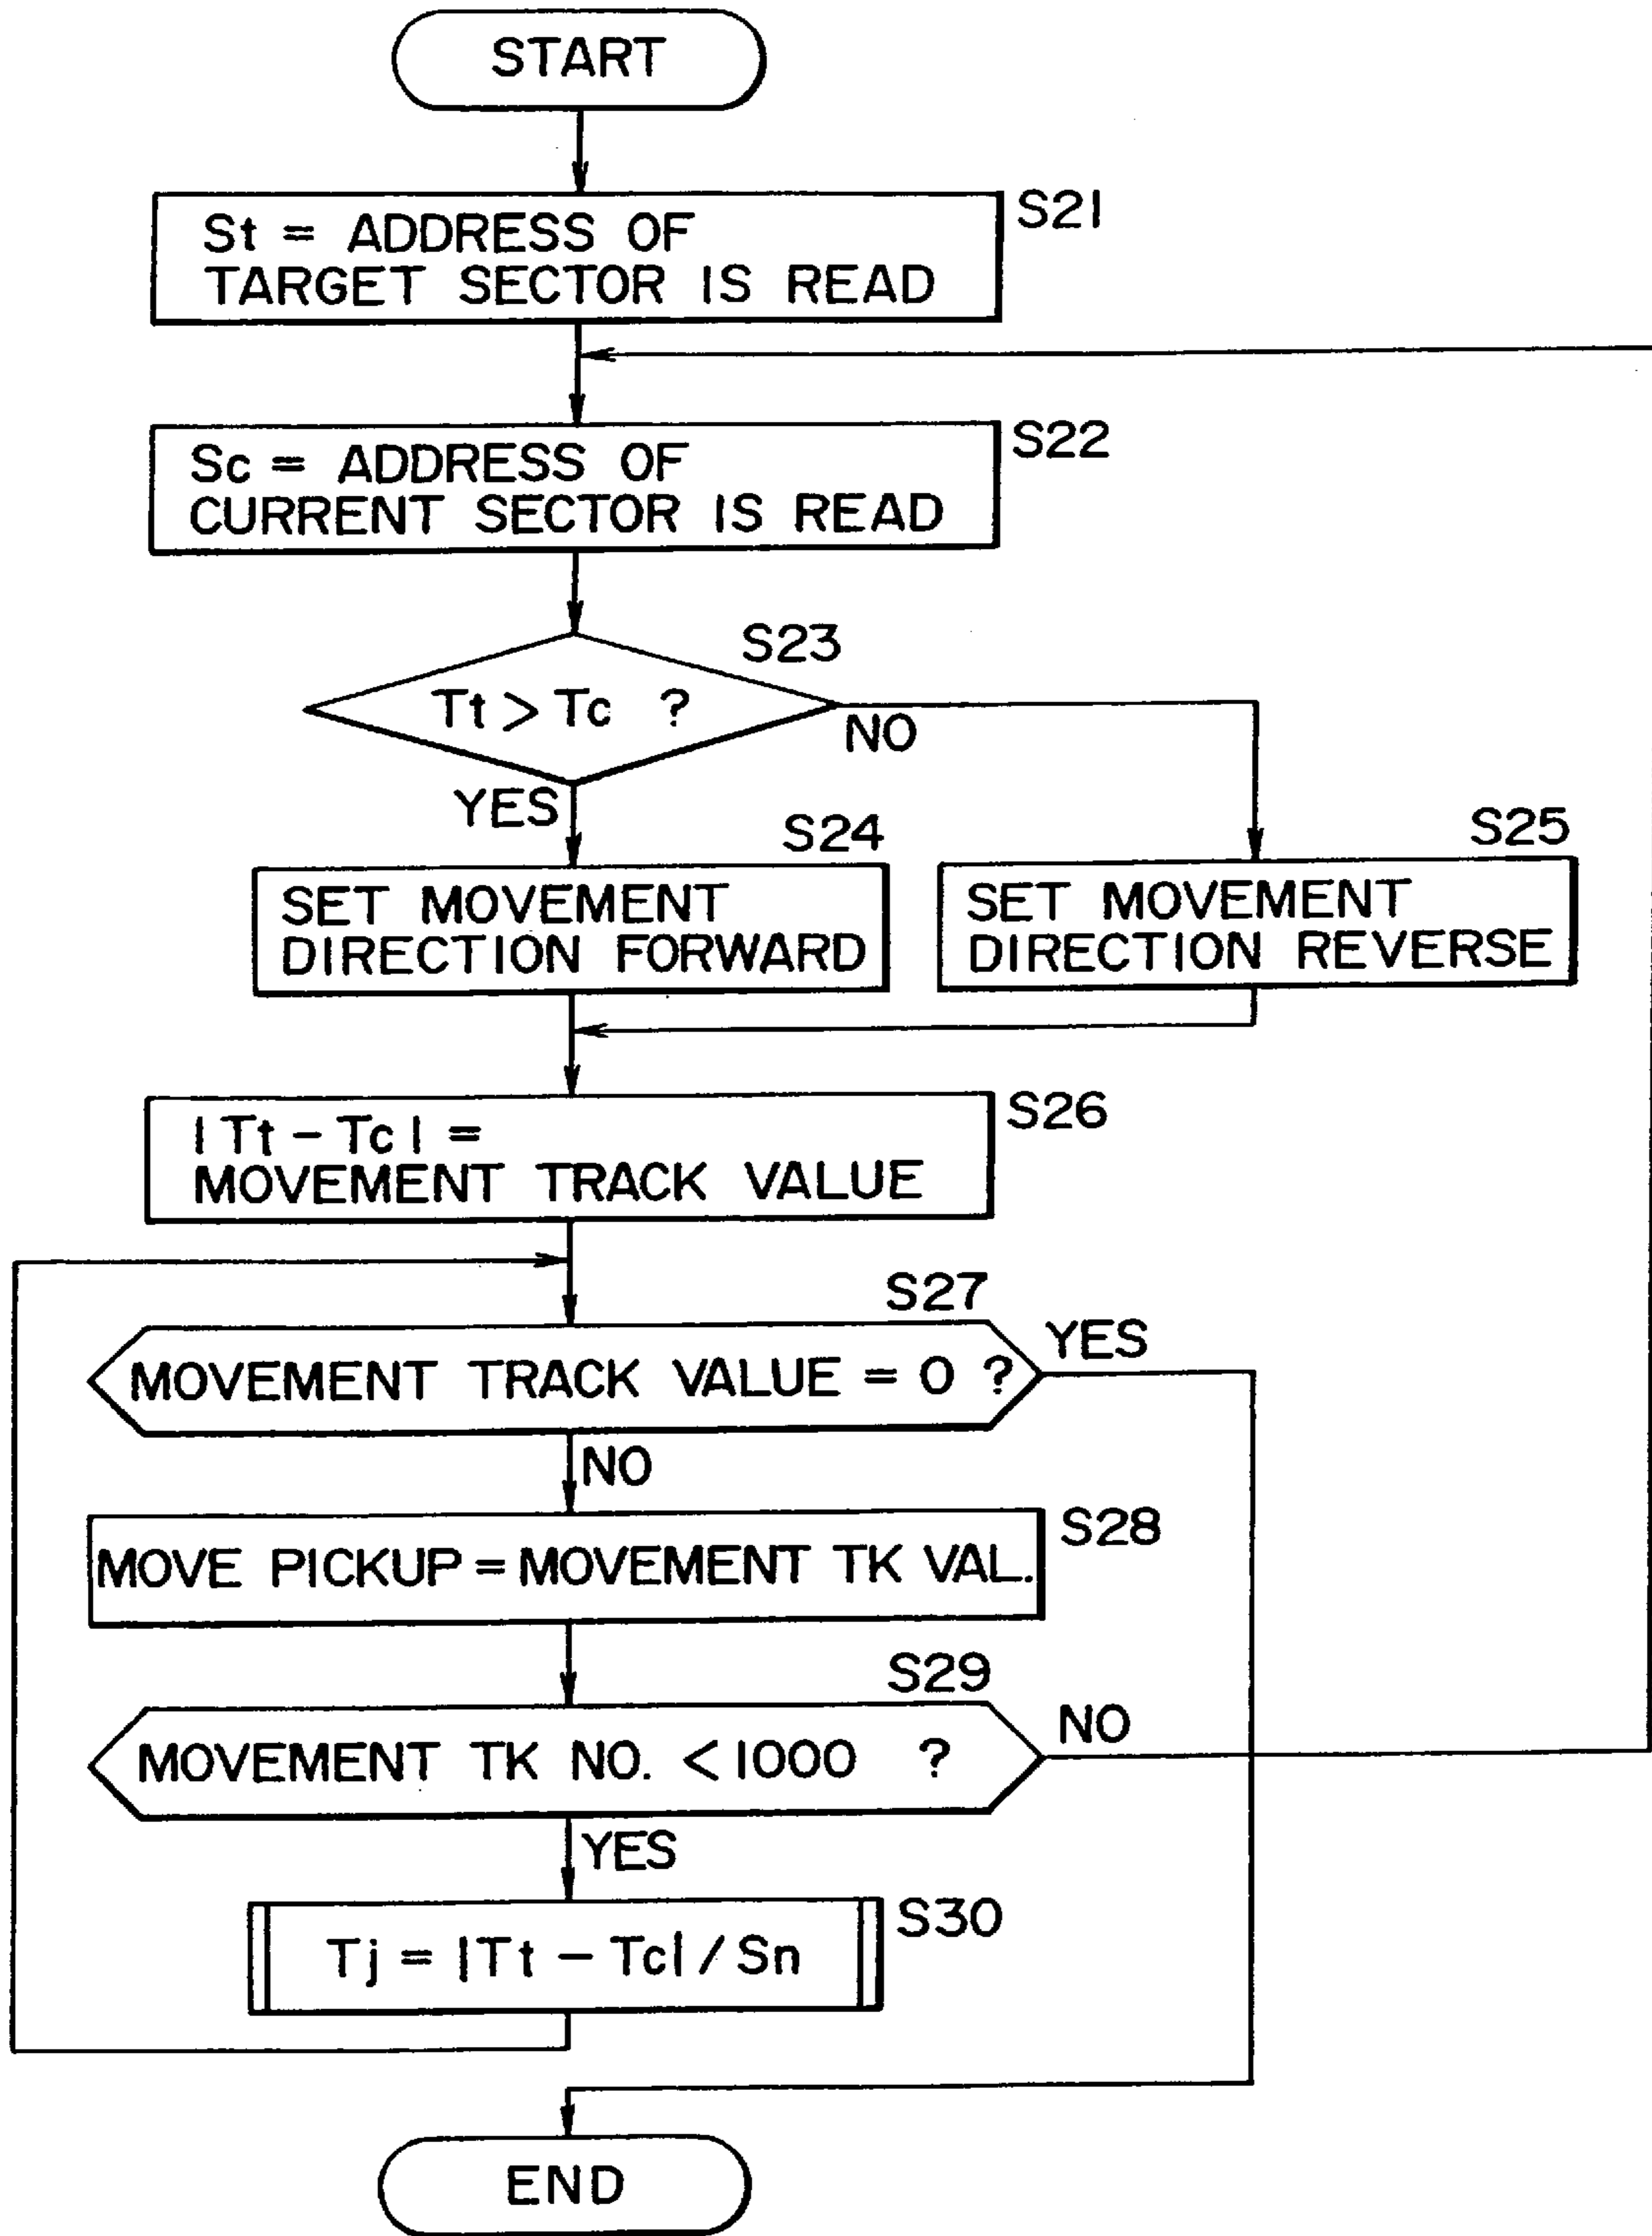 START
St = ADDRESS OF
TARGET SECTOR IS READ
S21
Sc = ADDRESS OF
CURRENT SECTOR IS READ
S22
S23
Tt > Tc ?
NO
YES
S24
SET MOVEMENT
DIRECTION FORWARD
S25
SET MOVEMENT
DIRECTION REVERSE
|Tt - Tc| =
MOVEMENT TRACK VALUE
S26
S27
MOVEMENT TRACK VALUE = 0 ?
YES
NO
MOVE PICKUP = MOVEMENT TK VAL.
S28
S29
MOVEMENT TK NO. < 1000 ?
NO
YES
Tj = |Tt - Tc| / Sn
S30
END